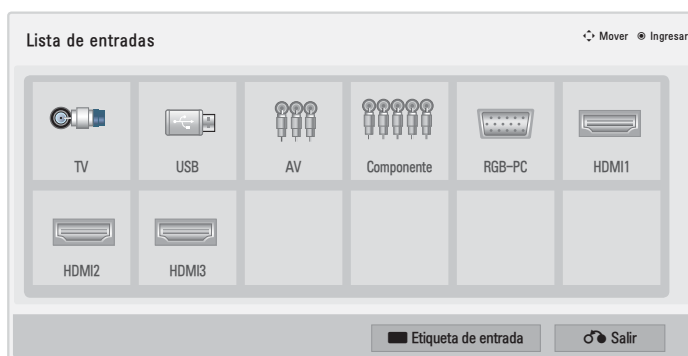 Lista de entradas
Mover Ingresar
TV USB AV Componente RGB-PC HDMI1
HDMI2 HDMI3
Etiqueta de entrada Salir